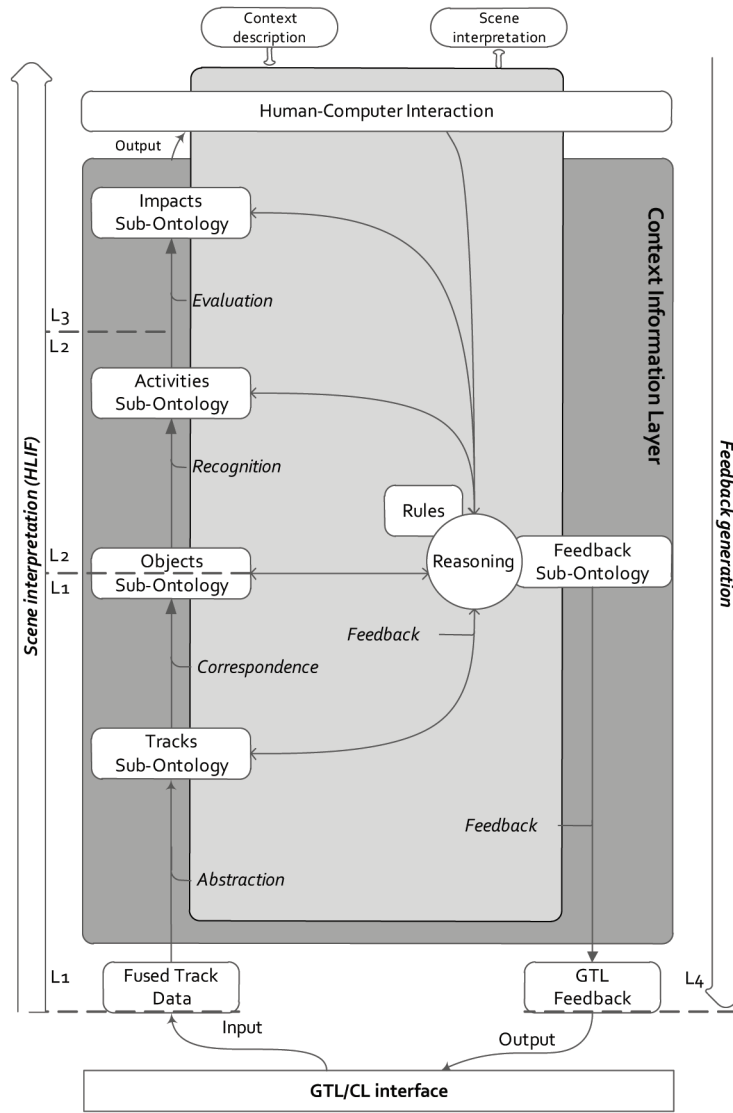 Context
description
Scene
interpretation
Human-Computer Interaction
Output
Impacts
Sub-Ontology
Context Information Layer
Evaluation
L3
L2
Activities
Sub-Ontology
Recognition
Scene interpretation (HLIF)
Feedback generation
Rules
L2
L1
Objects
Sub-Ontology
Reasoning
Feedback
Sub-Ontology
Feedback
Correspondence
Tracks
Sub-Ontology
Feedback
Abstraction
L1
Fused Track
Data
GTL
Feedback
L4
Input
Output
GTL/CL interface